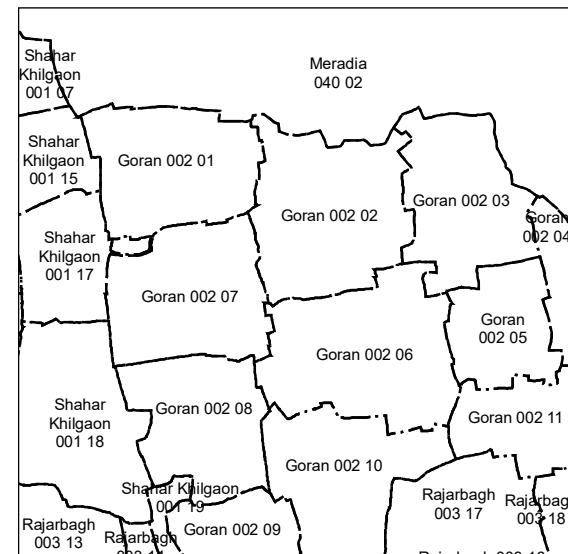 Shahar
Khilgaon
001 07
Meradia
040 02
Shahar
Khilgaon
001 15
Goran 002 01
Goran 002 02
Goran 002 03
Goran
002 04
Shahar
Khilgaon
001 17
Goran 002 07
Goran
002 05
Goran 002 06
Shahar
Khilgaon
001 18
Goran 002 08
Goran 002 11
Goran 002 10
Shahar Khilgaon
001 19
Rajarbagh
003 17
Rajarbag
003 18
Rajarbagh
003 13
Rajarbagh
Goran 002 09